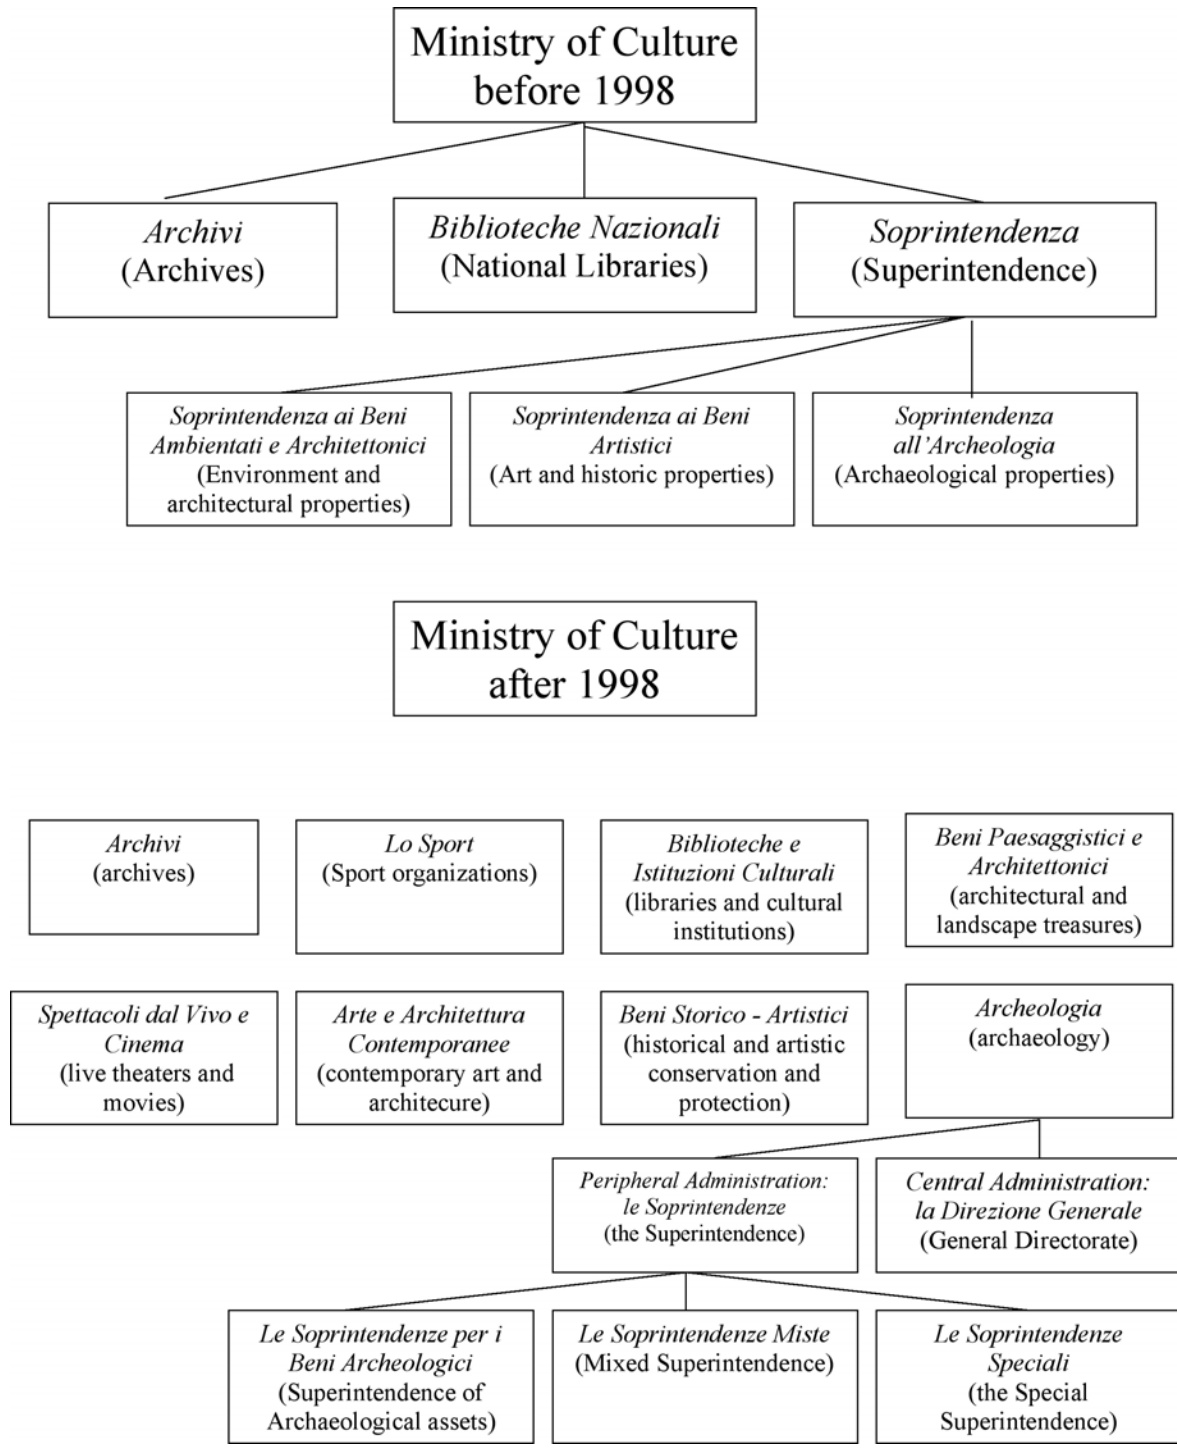 Ministry of Culture
before 1998
Archivi
(Archives)
Biblioteche Nazionali
(National Libraries)
Soprintendenza
(Superintendence)
Soprintendenza ai Beni
Ambientati e Architettonici
(Environment and
architectural properties)
Soprintendenza ai Beni
Artistici
(Art and historic properties)
Soprintendenza
all'Archeologia
(Archaeological properties)
Ministry of Culture
after 1998
Archivi
(archives)
Lo Sport
(Sport organizations)
Biblioteche e
Istituzioni Culturali
(libraries and cultural
institutions)
Beni Paesaggistici e
Architettonici
(architectural and
landscape treasures)
Spettacoli dal Vivo e
Cinema
(live theaters and
movies)
Arte e Architettura
Contemporanee
(contemporary art and
architecure)
Beni Storico - Artistici
(historical and artistic
conservation and
protection)
Archeologia
(archaeology)
Peripheral Administration:
le Soprintendenze
(the Superintendence)
Central Administration:
la Direzione Generale
(General Directorate)
Le Soprintendenze per i
Beni Archeologici
(Superintendence of
Archaeological assets)
Le Soprintendenze Miste
(Mixed Superintendence)
Le Soprintendenze
Speciali
(the Special
Superintendence)